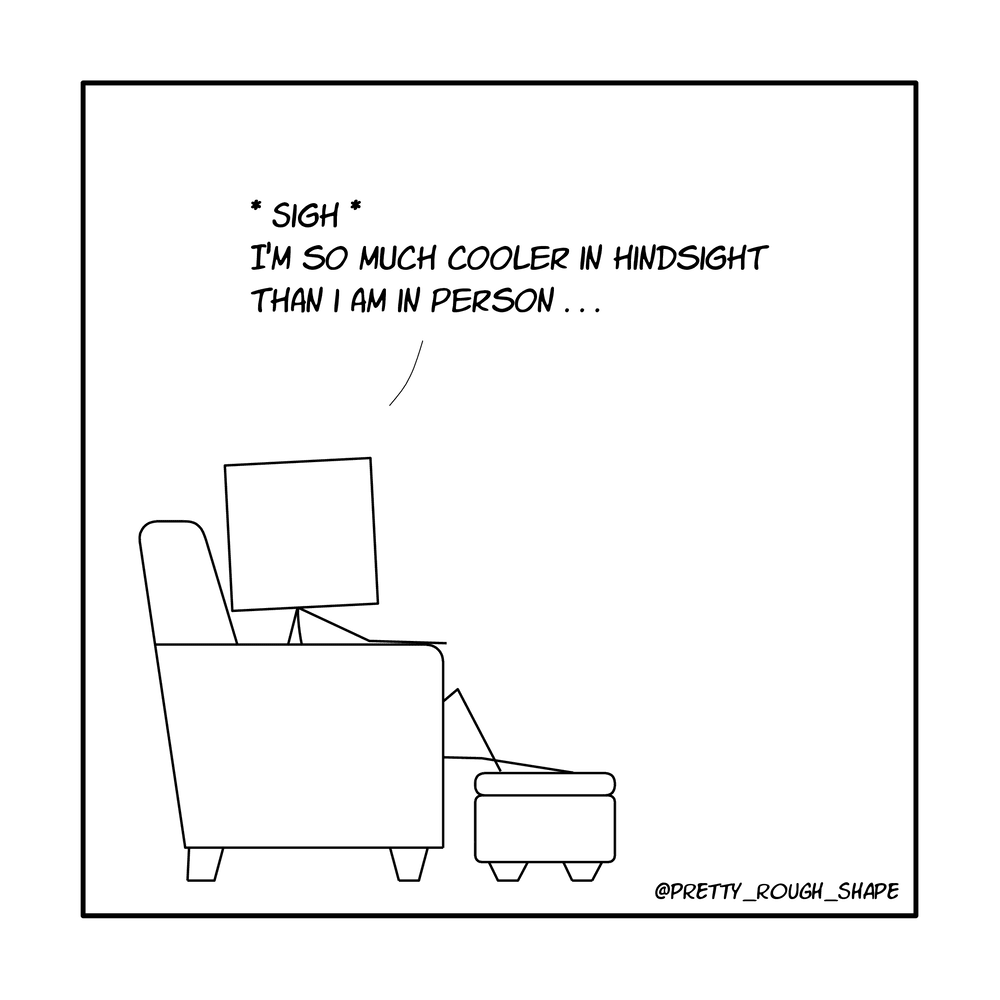 * SIGH *
I'M SO MUCH COOLER IN HINDSIGHT
THAN I AM IN PERSON . . .
@PRETTY_ROUGH_SHAPE